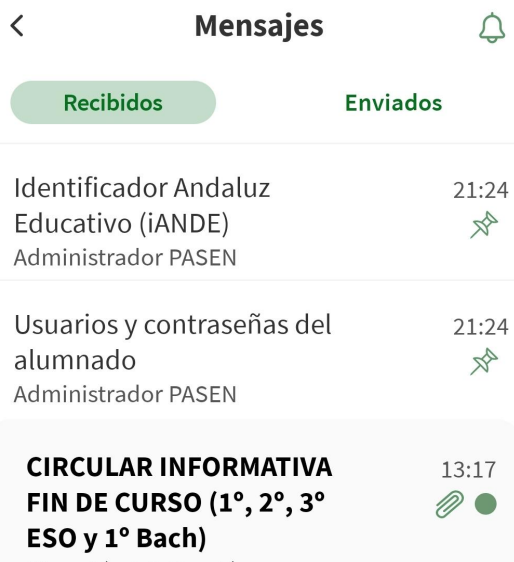 Mensajes
Recibidos
Enviados
Identificador Andaluz
21:24
Educativo (iANDE)
Administrador PASEN
Usuarios y contraseñas del
21:24
alumnado
Administrador PASEN
CIRCULAR INFORMATIVA
13:17
FIN DE CURSO (1º, 2º, 3º
ESO y 1º Bach)